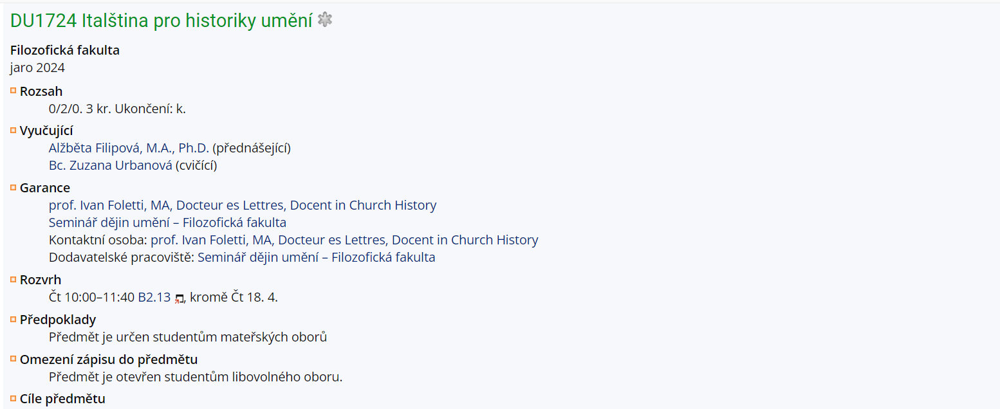 DU1724 Italština pro historiky umění
Filozofická fakulta
jaro 2024
Rozsah
0/2/0. 3 kr. Ukončení: k.
Vyučující
Alžběta Filipová, M.A., Ph.D. (přednášející)
Bc. Zuzana Urbanová (cvičící)
Garance
prof. Ivan Foletti, MA, Docteur es Lettres, Docent in Church History
Seminář dějin umění – Filozofická fakulta
Kontaktní osoba: prof. Ivan Foletti, MA, Docteur es Lettres, Docent in Church History
Dodavatelské pracoviště: Seminář dějin umění – Filozofická fakulta
Rozvrh
Čt 10:00–11:40 B2.13, kromě Čt 18. 4.
Předpoklady
Předmět je určen studentům mateřských oborů
Omezení zápisu do předmětu
Předmět je otevřen studentům libovolného oboru.
Cíle předmětu